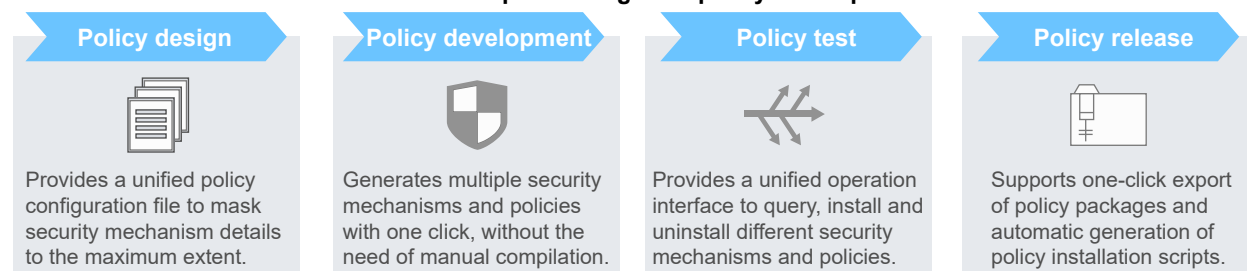 Policy design
Provides a unified policy
configuration file to mask
security mechanism details
to the maximum extent.
Policy development
Generates multiple security
mechanisms and policies
with one click, without the
need of manual compilation.
Policy test
Provides a unified operation
interface to query, install and
uninstall different security
mechanisms and policies.
Policy release
Supports one-click export
of policy packages and
automatic generation of
policy installation scripts.